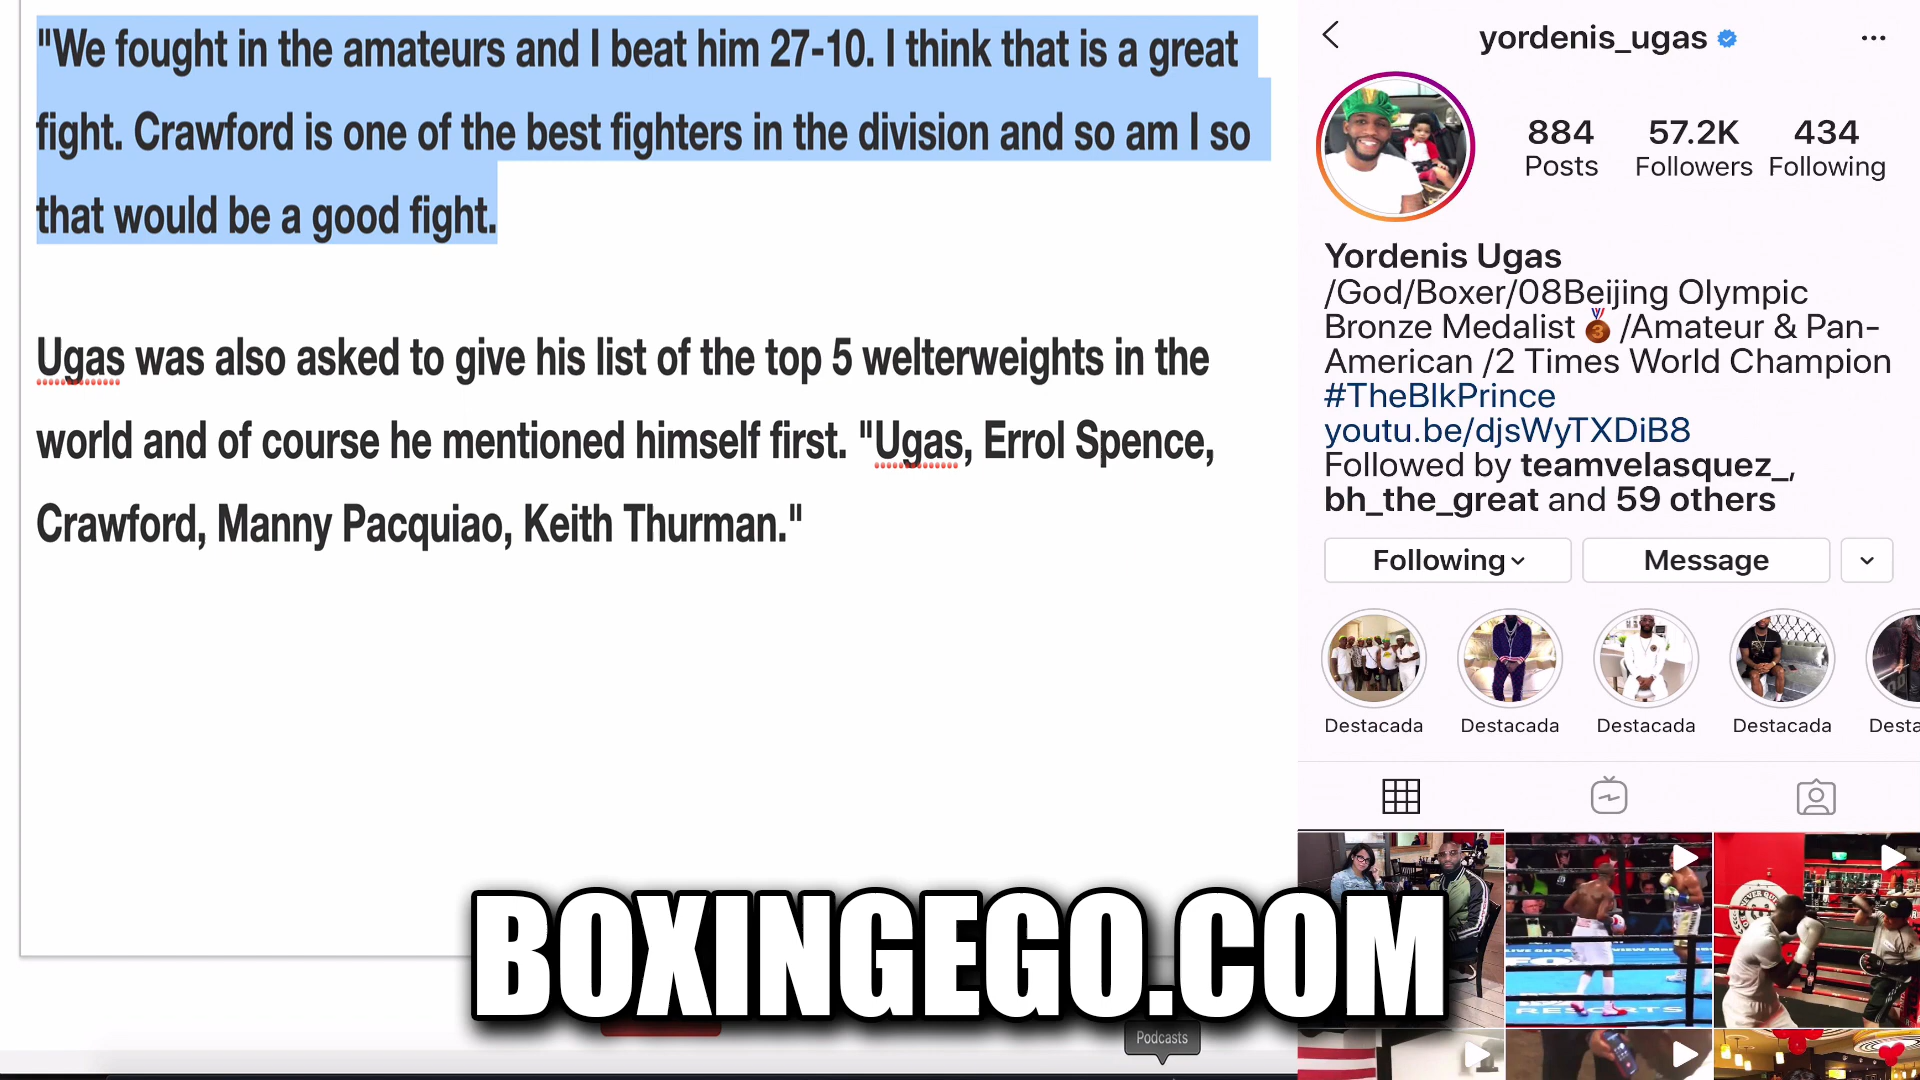 "We fought in the amateurs and I beat him 27-10. I think that is a great
fight. Crawford is one of the best fighters in the division and so am I so
that would be a good fight.
Ugas was also asked to give his list of the top 5 welterweights in the
world and of course he mentioned himself first. "Ugas, Errol Spence,
Crawford, Manny Pacquiao, Keith Thurman."
yordenis_ugas
884
57.2K
434
Posts
Followers
Following
Yordenis Ugas
/God/Boxer/08Beijing Olympic
Bronze Medalist 🥉 /Amateur & Pan-
American /2 Times World Champion
#TheBlkPrince
youtu.be/djsWyTXDiB8
Followed by teamvelasquez_,
bh_the_great and 59 others
Following
Message
Destacada
Destacada
Destacada
Destacada
Desta
BOXINGEGO.COM
Podcasts